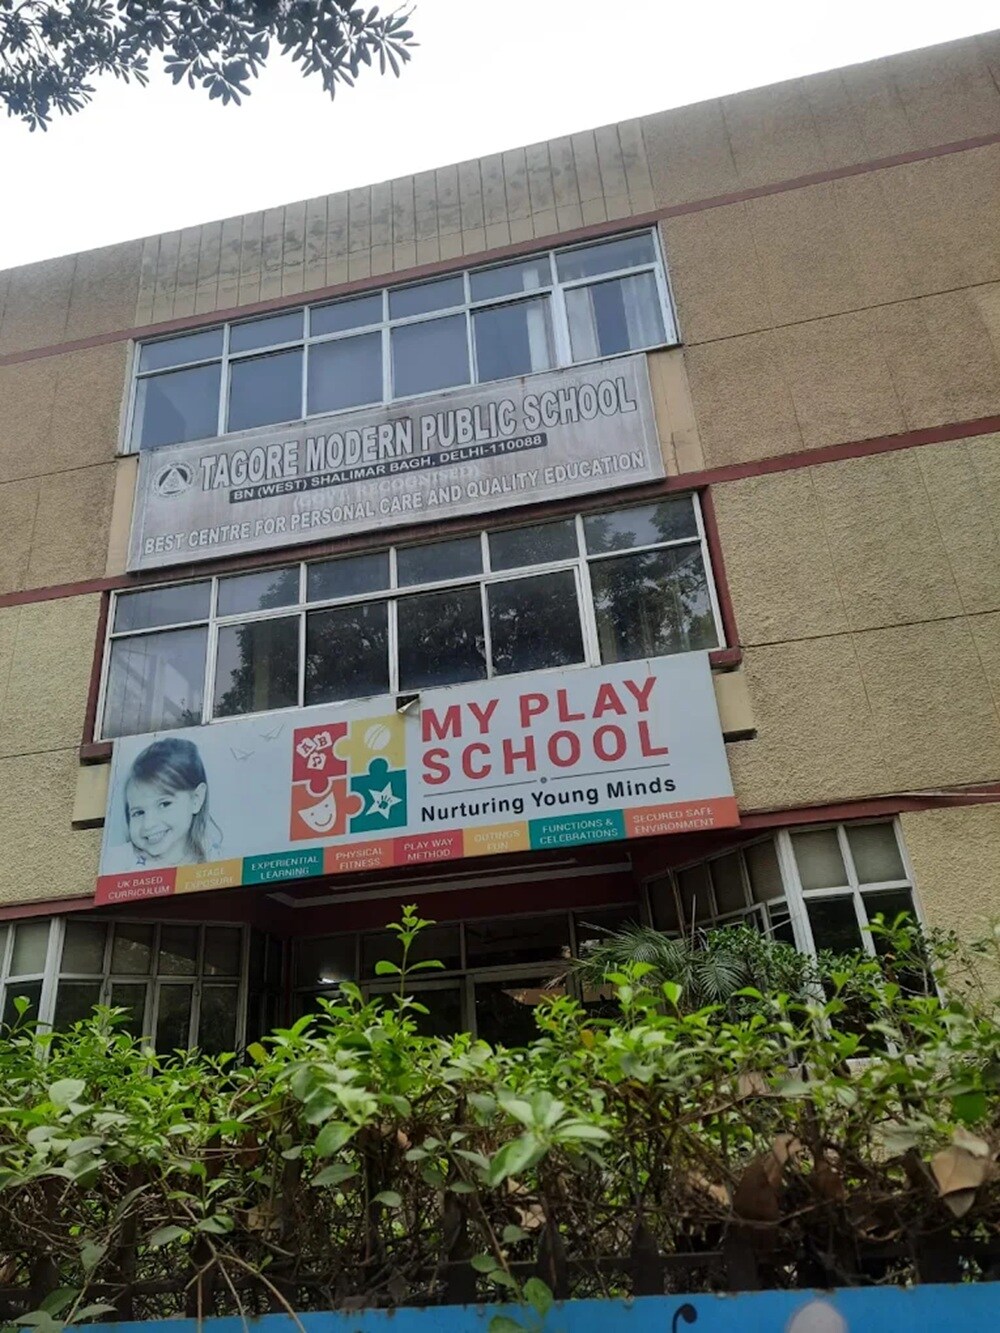 TAGORE MODERN PUBLIC SCHOOL
BN (WEST) SHALIMAR BAGH, DELHI-110088
(GOVT. RECOGNISED)
BEST CENTRE FOR PERSONAL CARE AND QUALITY EDUCATION
MY PLAY
SCHOOL
Nurturing Young Minds
UK BASED
CURRICULUM
STAGE
EXPOSURE
EXPERIENTIAL
LEARNING
PHYSICAL
FITNESS
PLAY WAY
METHOD
OUTINGS
FUN
FUNCTIONS &
CELEBRATIONS
SECURED SAFE
ENVIRONMENT